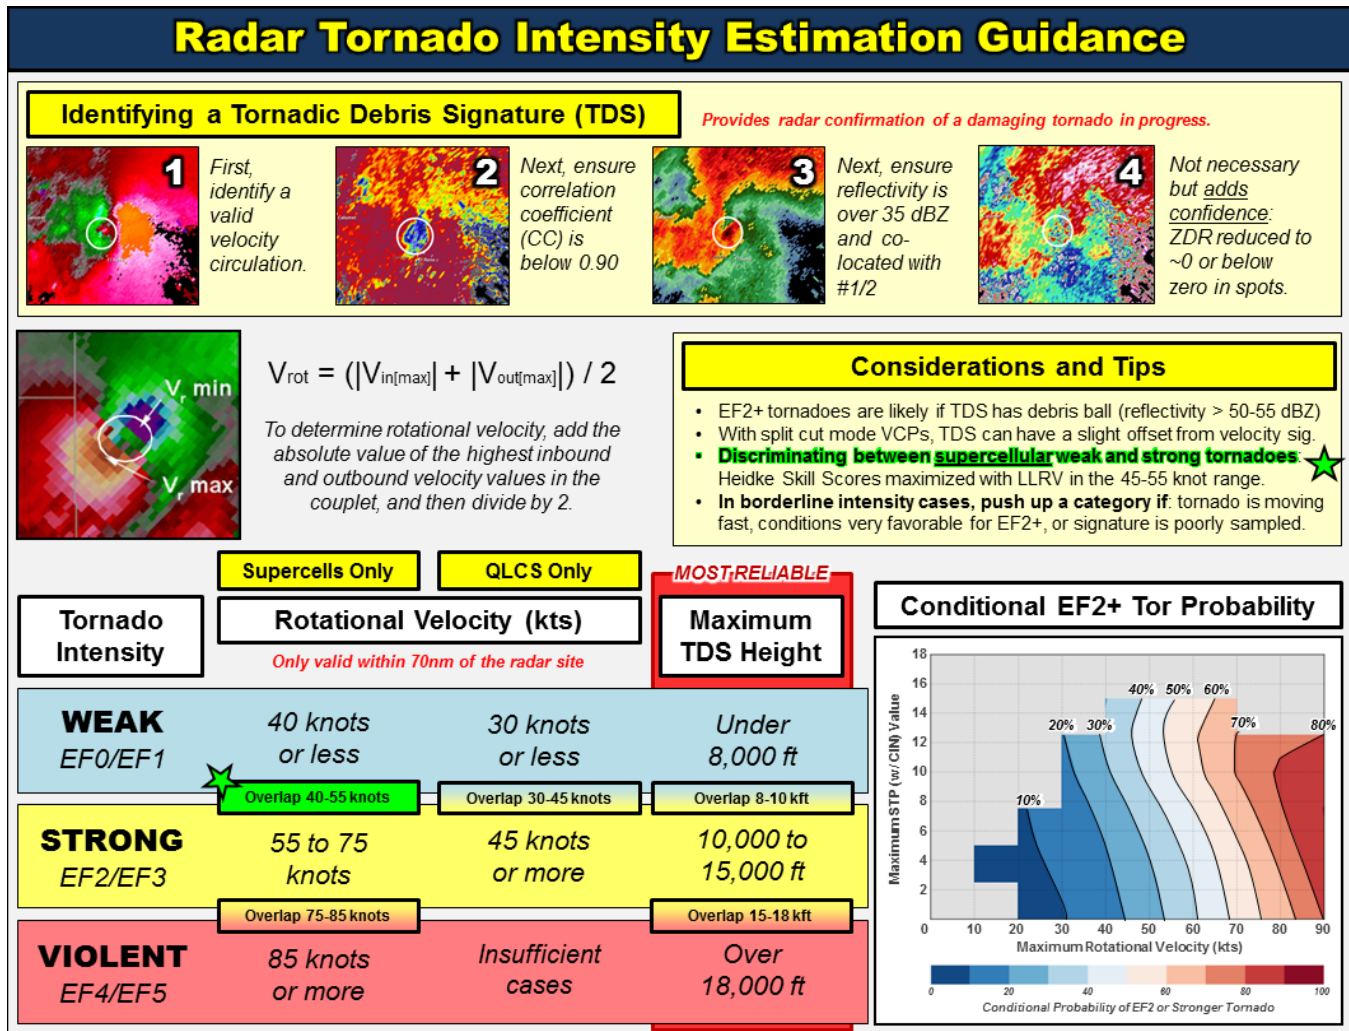 Radar Tornado Intensity Estimation Guidance
Identifying a Tornadic Debris Signature (TDS)
Provides radar confirmation of a damaging tornado in progress.
1
First,
identify a
valid
velocity
circulation.
2
Next, ensure
correlation
coefficient
(CC) is
below 0.90
3
Next, ensure
reflectivity is
over 35 dBZ
and co-
located with
#1/2
4
Not necessary
but adds
confidence:
ZDR reduced to
~0 or below
zero in spots.
Vr min
Vr max
Vrot = (|Vin[max]| + |Vout[max]|) / 2
To determine rotational velocity, add the
absolute value of the highest inbound
and outbound velocity values in the
couplet, and then divide by 2.
Considerations and Tips
• EF2+ tornadoes are likely if TDS has debris ball (reflectivity > 50-55 dBZ)
• With split cut mode VCPs, TDS can have a slight offset from velocity sig.
• Discriminating between supercellular weak and strong tornadoes:
Heidke Skill Scores maximized with LLRV in the 45-55 knot range.
• In borderline intensity cases, push up a category if: tornado is moving
fast, conditions very favorable for EF2+, or signature is poorly sampled.
Supercells Only
QLCS Only
MOST RELIABLE
Tornado
Intensity
Rotational Velocity (kts)
Only valid within 70nm of the radar site
Maximum
TDS Height
WEAK
EF0/EF1
40 knots
or less
30 knots
or less
Under
8,000 ft
Overlap 40-55 knots
Overlap 30-45 knots
Overlap 8-10 kft
STRONG
EF2/EF3
55 to 75
knots
45 knots
or more
10,000 to
15,000 ft
Overlap 75-85 knots
Overlap 15-18 kft
VIOLENT
EF4/EF5
85 knots
or more
Insufficient
cases
Over
18,000 ft
Conditional EF2+ Tor Probability
Maximum STP (w/ CIN) Value
18
16
14
12
10
8
6
4
2
10%
20%
30%
40%
50%
60%
70%
80%
0 10 20 30 40 50 60 70 80 90
Maximum Rotational Velocity (kts)
0 20 40 60 80 100
Conditional Probability of EF2 or Stronger Tornado